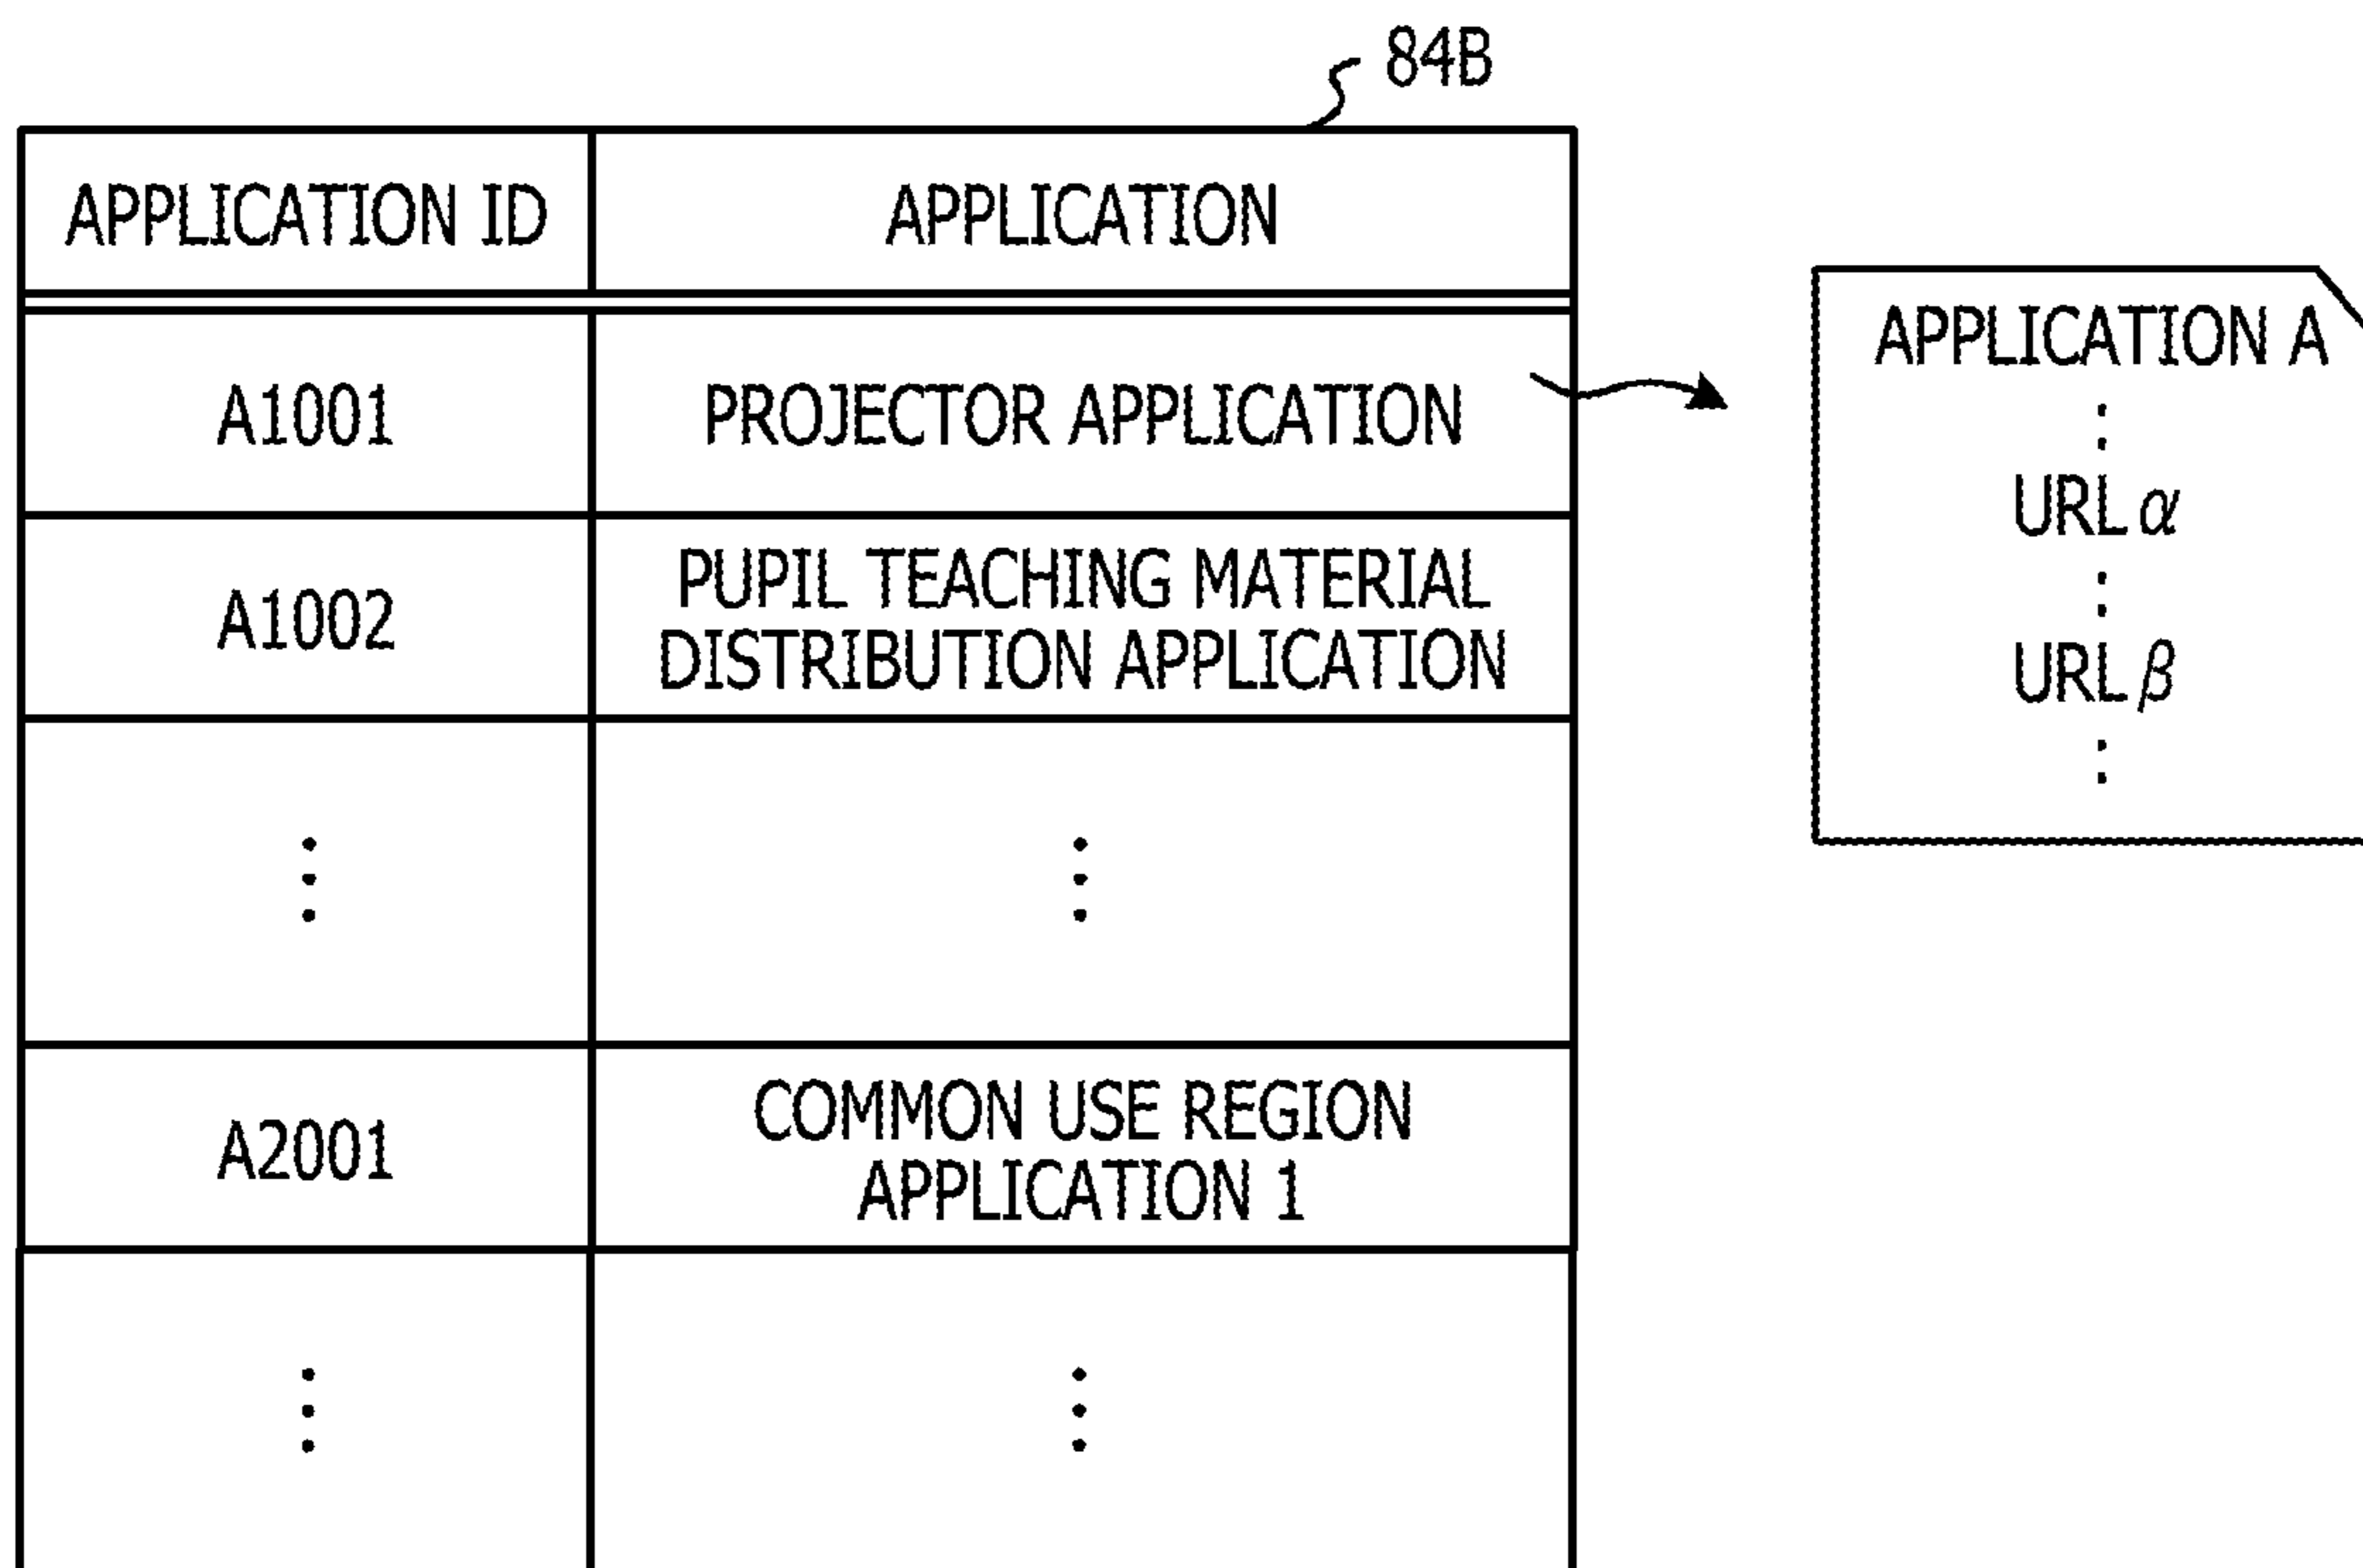 84B
APPLICATION ID
APPLICATION
A1001
PROJECTOR APPLICATION
A1002
PUPIL TEACHING MATERIAL
DISTRIBUTION APPLICATION
⋮
⋮
A2001
COMMON USE REGION
APPLICATION 1
⋮
⋮
APPLICATION A
:
URL α
:
URL β
: